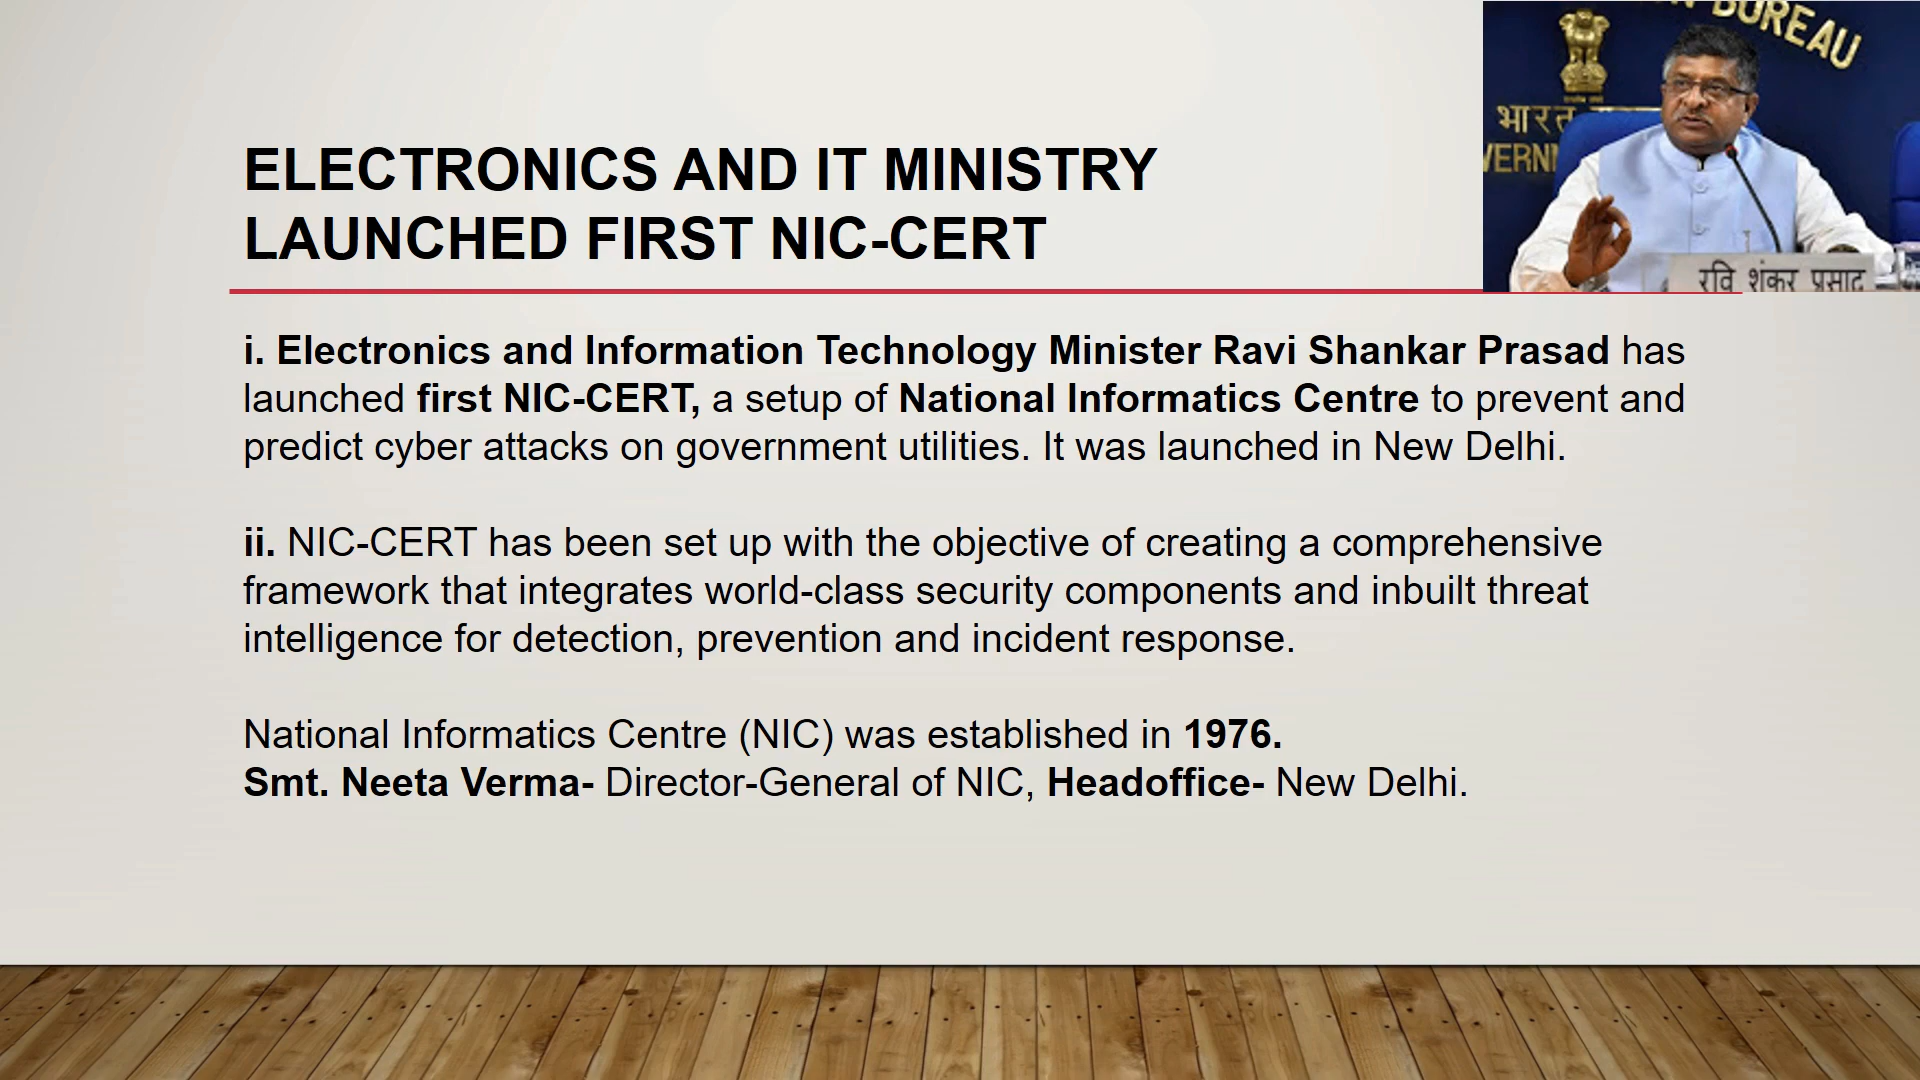 BUREAU
भारत
ELECTRONICS AND IT MINISTRY
LAUNCHED FIRST NIC-CERT
रवि शंकर प्रसाद
i. Electronics and Information Technology Minister Ravi Shankar Prasad has
launched first NIC-CERT, a setup of National Informatics Centre to prevent and
predict cyber attacks on government utilities. It was launched in New Delhi.
ii. NIC-CERT has been set up with the objective of creating a comprehensive
framework that integrates world-class security components and inbuilt threat
intelligence for detection, prevention and incident response.
National Informatics Centre (NIC) was established in 1976.
Smt. Neeta Verma- Director-General of NIC, Headoffice- New Delhi.